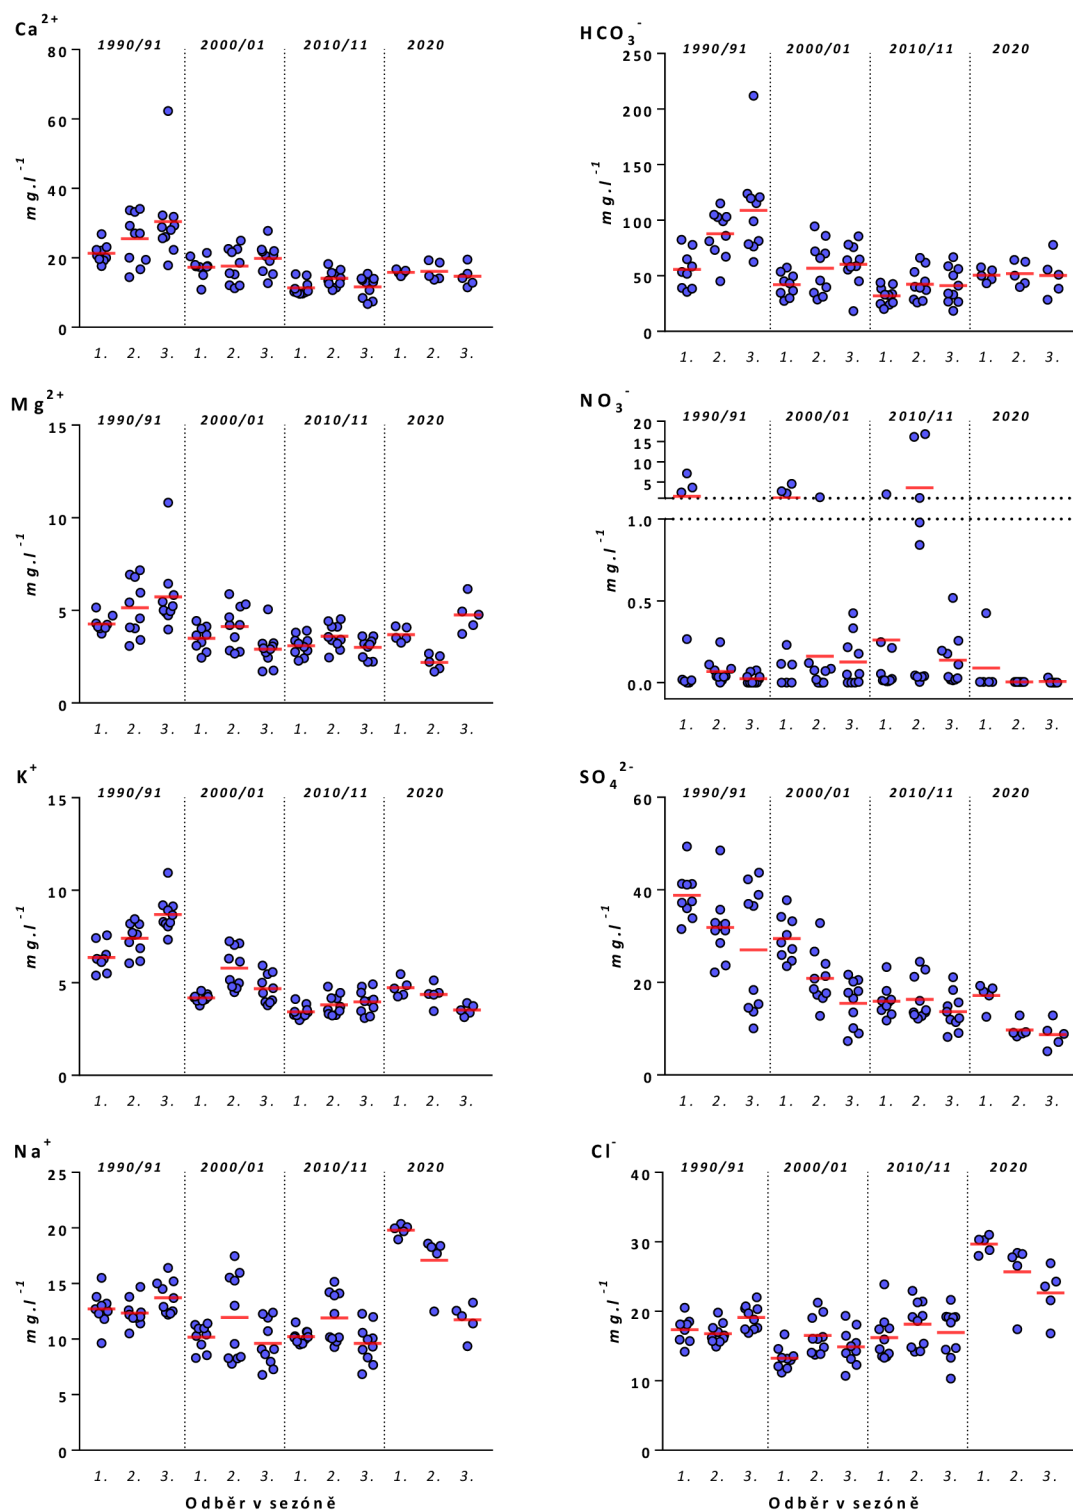 Ca²⁺
1990/91 2000/01 2010/11 2020
80
60
40
20
0
mg.l⁻¹
1. 2. 3. 1. 2. 3. 1. 2. 3. 1. 2. 3.
HCO₃⁻
1990/91 2000/01 2010/11 2020
250
200
150
100
50
0
mg.l⁻¹
1. 2. 3. 1. 2. 3. 1. 2. 3. 1. 2. 3.
Mg²⁺
1990/91 2000/01 2010/11 2020
15
10
5
0
mg.l⁻¹
1. 2. 3. 1. 2. 3. 1. 2. 3. 1. 2. 3.
NO₃⁻
1990/91 2000/01 2010/11 2020
20
15
10
5
1.0
0.5
0.0
mg.l⁻¹
1. 2. 3. 1. 2. 3. 1. 2. 3. 1. 2. 3.
K⁺
1990/91 2000/01 2010/11 2020
15
10
5
0
mg.l⁻¹
1. 2. 3. 1. 2. 3. 1. 2. 3. 1. 2. 3.
SO₄²⁻
1990/91 2000/01 2010/11 2020
60
40
20
0
mg.l⁻¹
1. 2. 3. 1. 2. 3. 1. 2. 3. 1. 2. 3.
Na⁺
1990/91 2000/01 2010/11 2020
25
20
15
10
5
0
mg.l⁻¹
1. 2. 3. 1. 2. 3. 1. 2. 3. 1. 2. 3.
Odběr v sezóně
Cl⁻
1990/91 2000/01 2010/11 2020
40
30
20
10
0
mg.l⁻¹
1. 2. 3. 1. 2. 3. 1. 2. 3. 1. 2. 3.
Odběr v sezóně